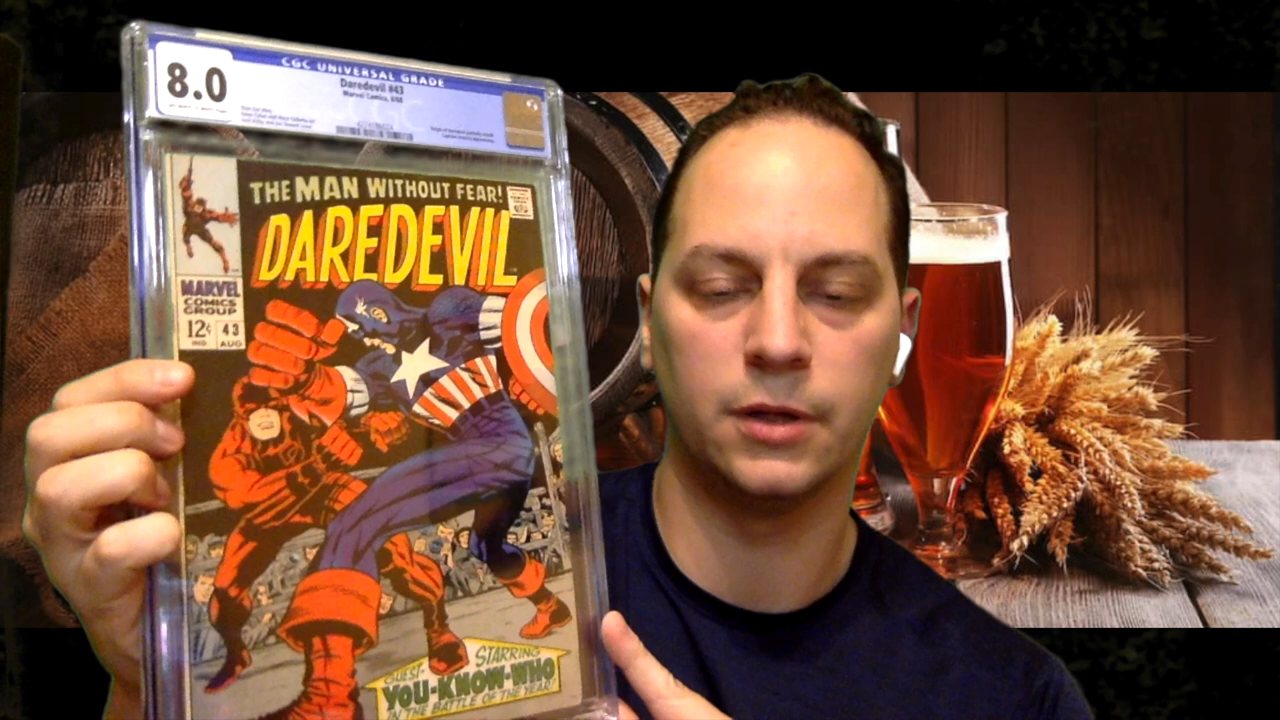 CGC UNIVERSAL GRADE
8.0
Daredevil #43
Marvel Comics, 8/68
THE MAN WITHOUT FEAR!
DAREDEVIL
MARVEL
COMICS
GROUP
12¢
IND
43
AUG
GUEST-
STARRING
YOU-KNOW-WHO
IN THE BATTLE OF THE YEAR!